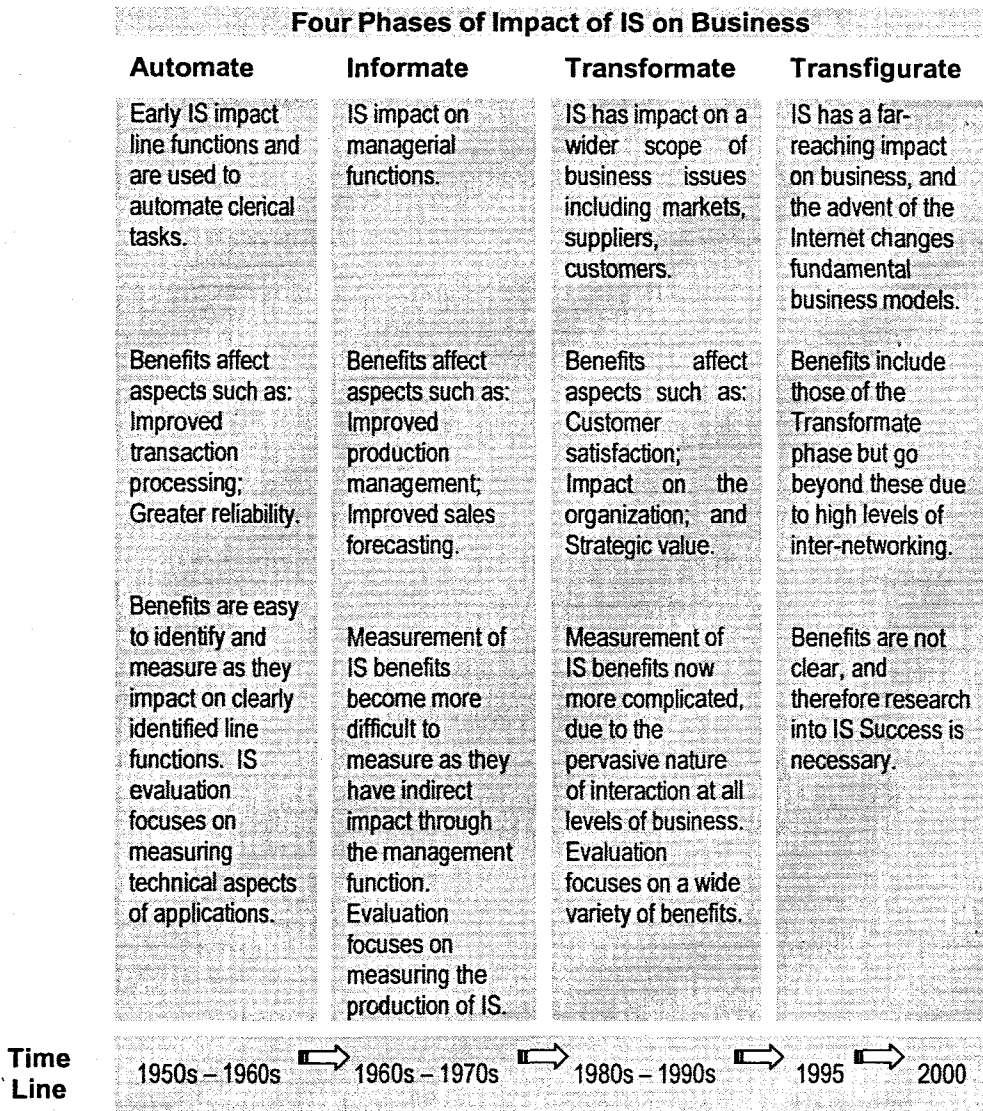 Four Phases of Impact of IS on Business
Automate
Early IS impact
line functions and
are used to
automate clerical
tasks.
Benefits affect
aspects such as:
Improved
transaction
processing;
Greater reliability.
Benefits are easy
to identify and
measure as they
impact on clearly
identified line
functions. IS
evaluation
focuses on
measuring
technical aspects
of applications.
Informate
IS impact on
managerial
functions.
Benefits affect
aspects such as:
Improved
production
management;
Improved sales
forecasting.
Measurement of
IS benefits
become more
difficult to
measure as they
have indirect
impact through
the management
function.
Evaluation
focuses on
measuring the
production of IS.
Transformate
IS has impact on a
wider scope of
business issues
including markets,
suppliers,
customers.
Benefits affect
aspects such as:
Customer
satisfaction;
Impact on the
organization; and
Strategic value.
Measurement of
IS benefits now
more complicated,
due to the
pervasive nature
of interaction at all
levels of business.
Evaluation
focuses on a wide
variety of benefits.
Transfigurate
IS has a far-
reaching impact
on business, and
the advent of the
Internet changes
fundamental
business models.
Benefits include
those of the
Transformate
phase but go
beyond these due
to high levels of
inter-networking.
Benefits are not
clear, and
therefore research
into IS Success is
necessary.
Time
Line
1950s – 1960s 1960s – 1970s 1980s – 1990s 1995 2000